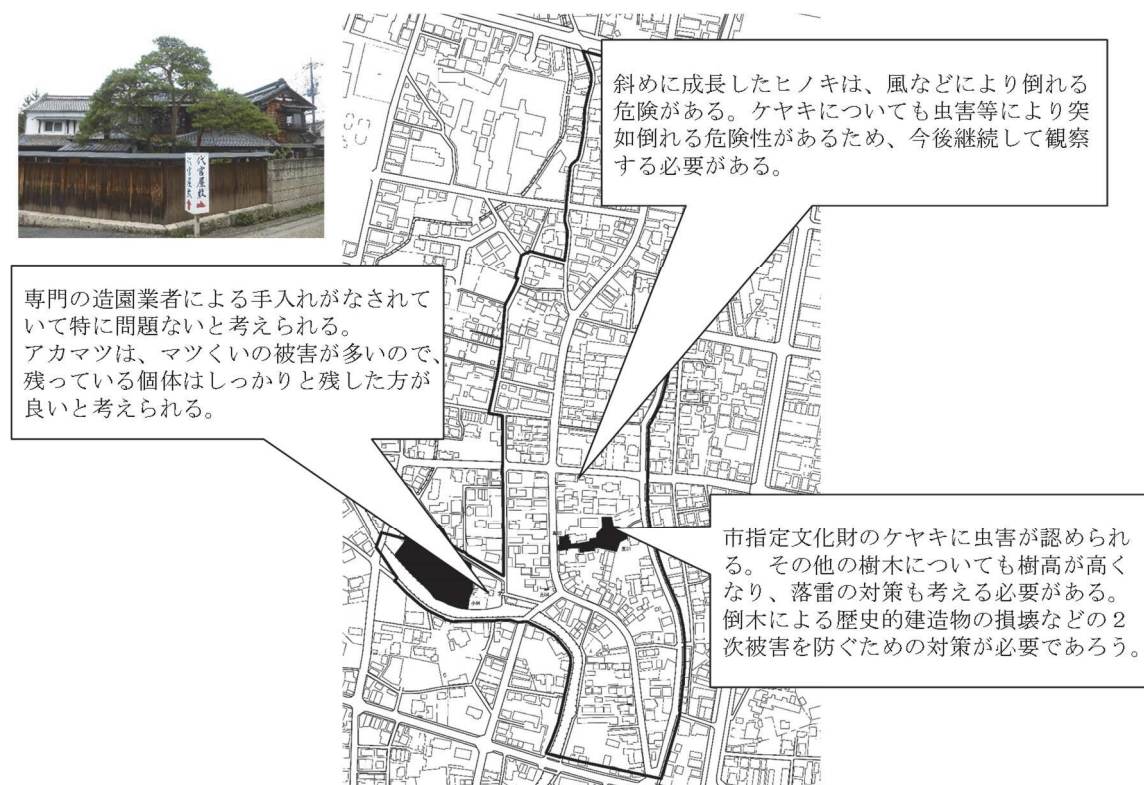 代官屋敷
代官屋敷
斜めに成長したヒノキは、風などにより倒れる
危険がある。ケヤキについても虫害等により突
如倒れる危険性があるため、今後継続して観察
する必要がある。
専門の造園業者による手入れがなされて
いて特に問題ないと考えられる。
アカマツは、マツくいの被害が多いので、
残っている個体はしっかりと残した方が
良いと考えられる。
市指定文化財のケヤキに虫害が認められ
る。その他の樹木についても樹高が高く
なり、落雷の対策も考える必要がある。
倒木による歴史的建造物の損壊などの２
次被害を防ぐための対策が必要であろう。